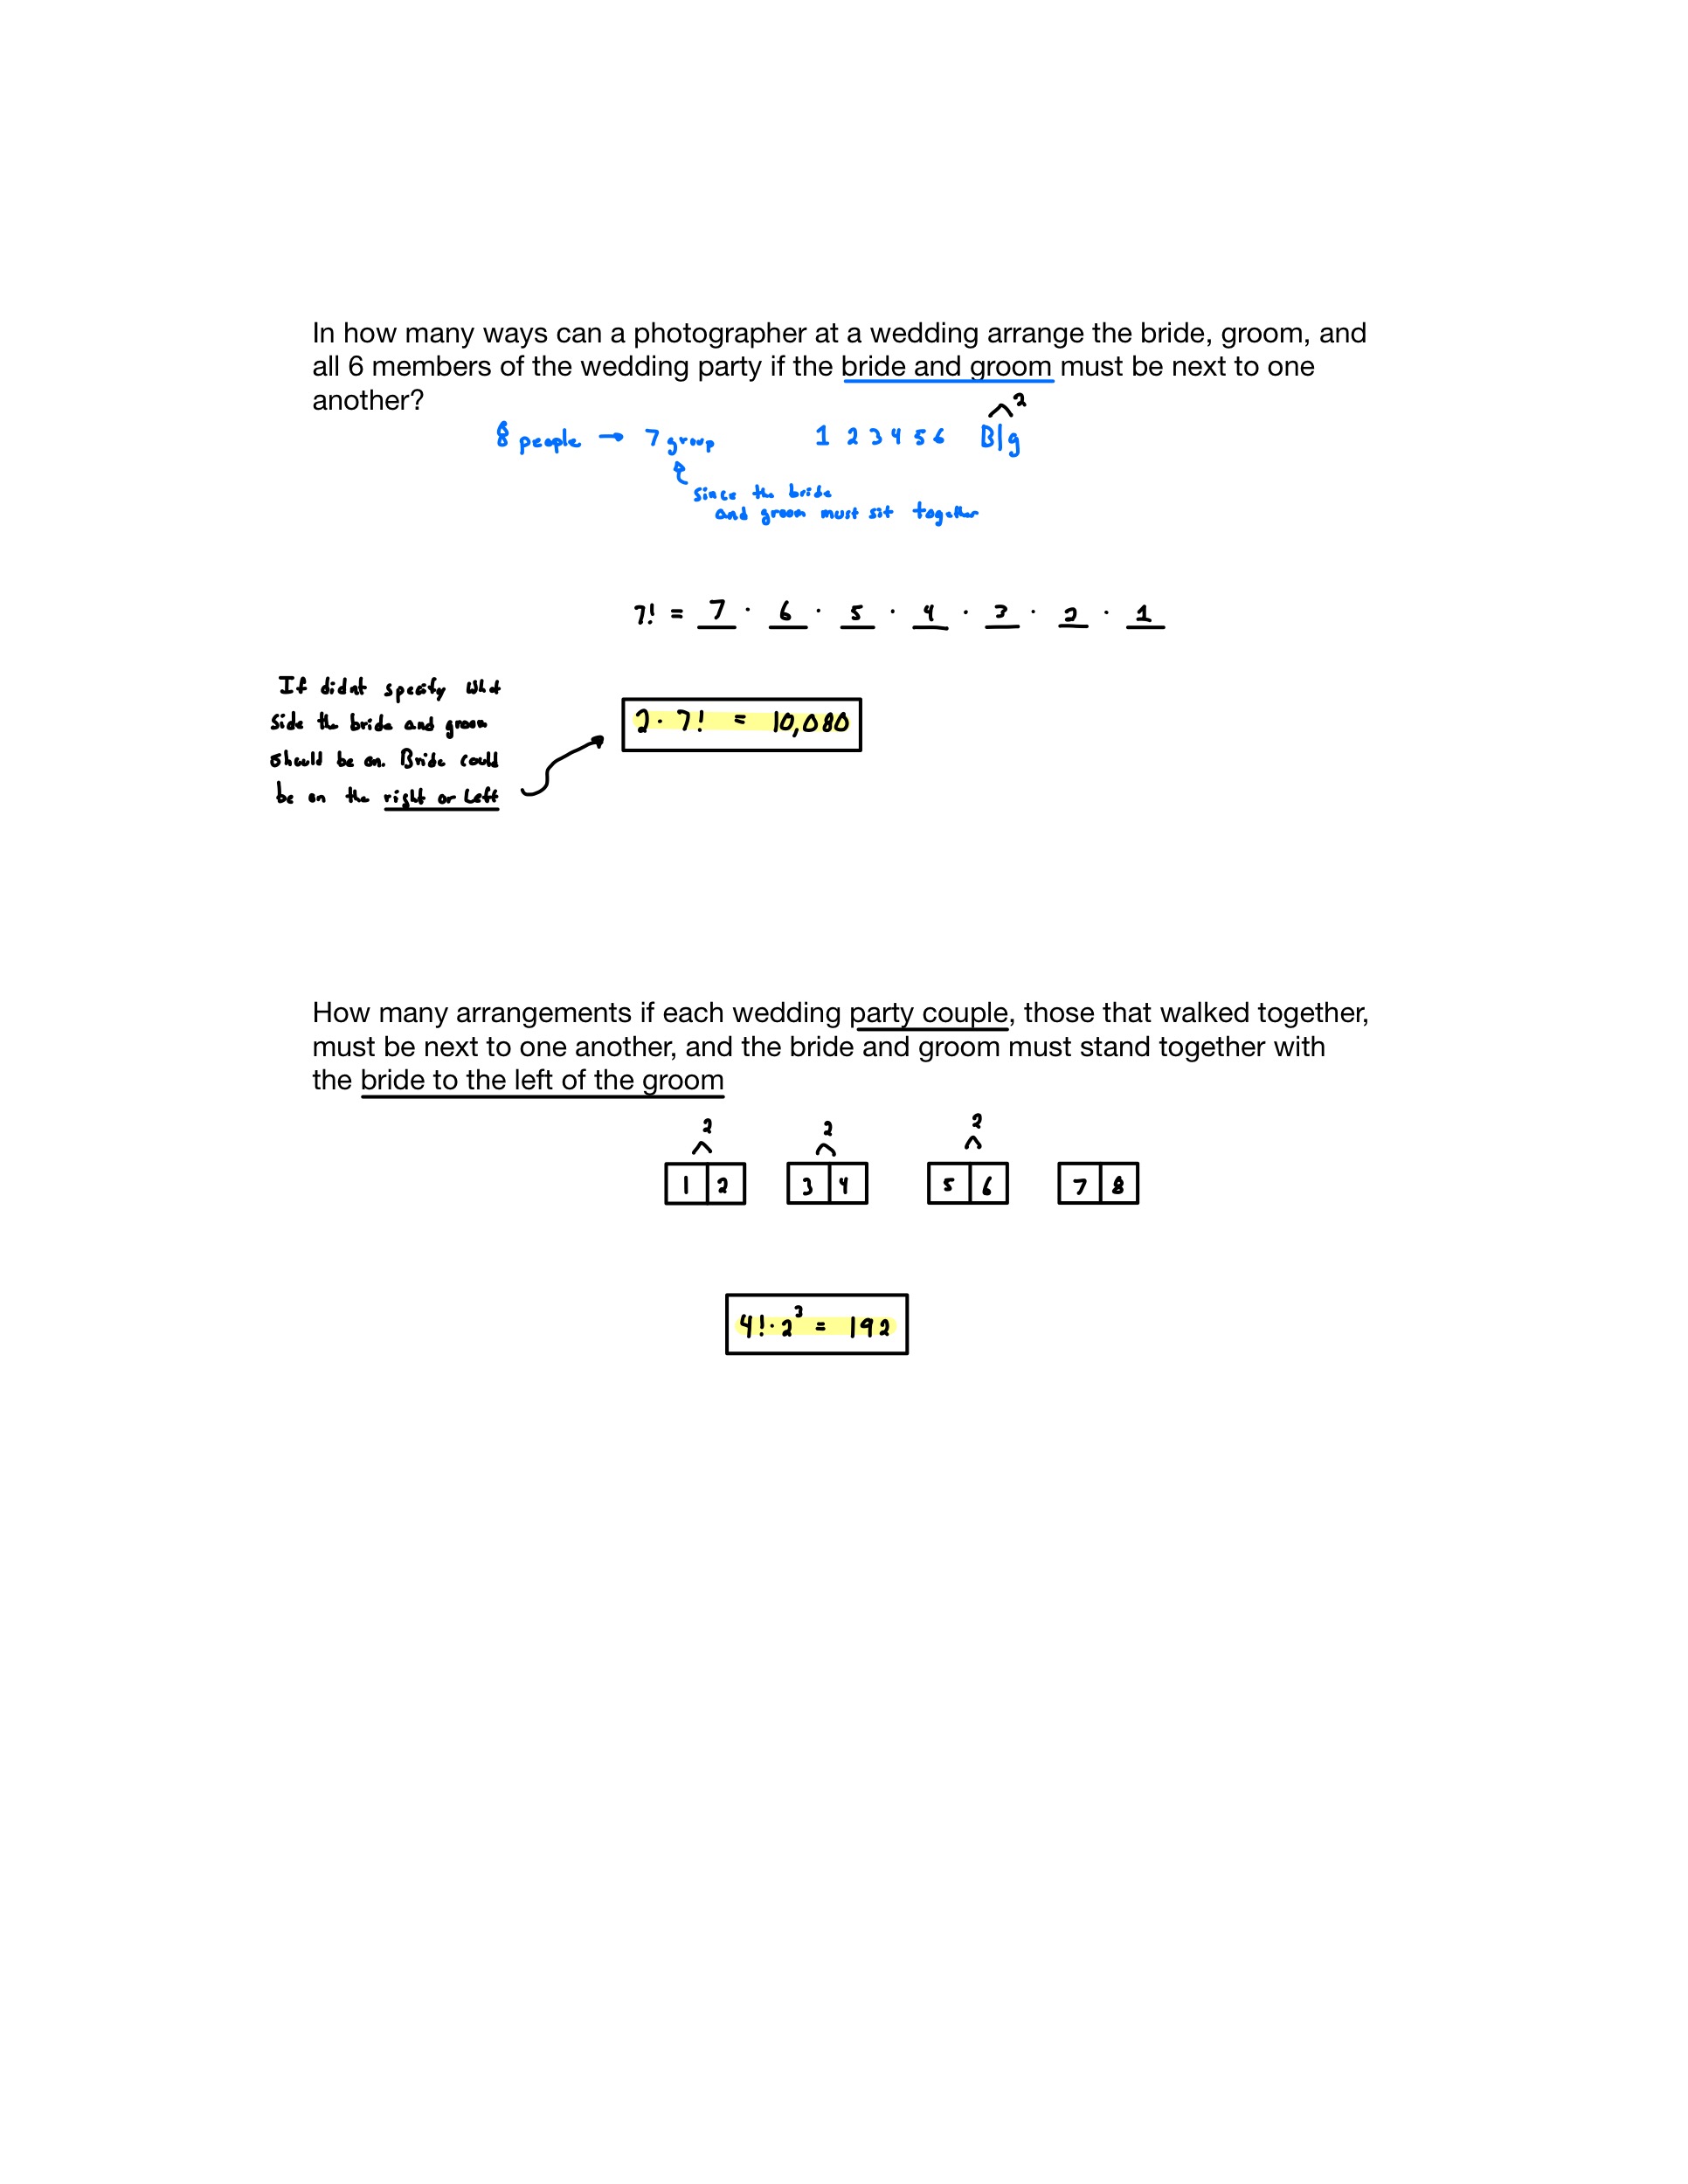 In how many ways can a photographer at a wedding arrange the bride, groom, and
all 6 members of the wedding party if the bride and groom must be next to one
another?
2
8 people → 7 group 1 2 3 4 5 6 B|g
since the bride
and groom must sit together
7! = 7 · 6 · 5 · 4 · 3 · 2 · 1
If didnt specify what
side the bride and groom
should be on. Bride could
be on the right or left
2 · 7! = 10,080
How many arrangements if each wedding party couple, those that walked together,
must be next to one another, and the bride and groom must stand together with
the bride to the left of the groom
2 2 2
1 2 3 4 5 6 7 8
4! · 2³ = 192